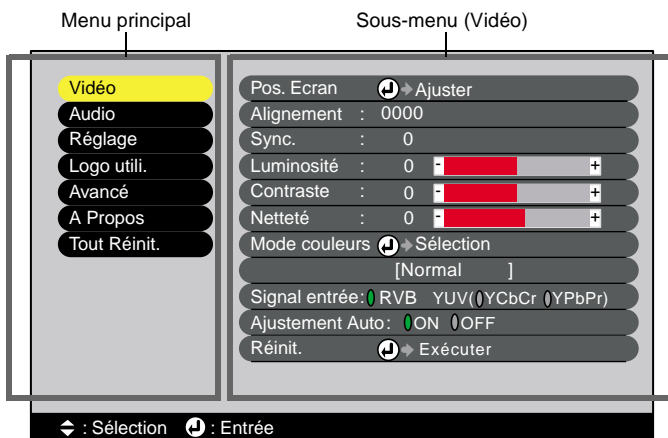 Menu principal
Sous-menu (Vidéo)
Vidéo
Audio
Réglage
Logo utili.
Avancé
A Propos
Tout Réinit.
Pos. Ecran Ajuster
Alignement : 0000
Sync. : 0
Luminosité : 0 - +
Contraste : 0 - +
Netteté : 0 - +
Mode couleurs Sélection
[Normal ]
Signal entrée: RVB YUV( YCbCr YPbPr)
Ajustement Auto: ON OFF
Réinit. Exécuter
: Sélection : Entrée